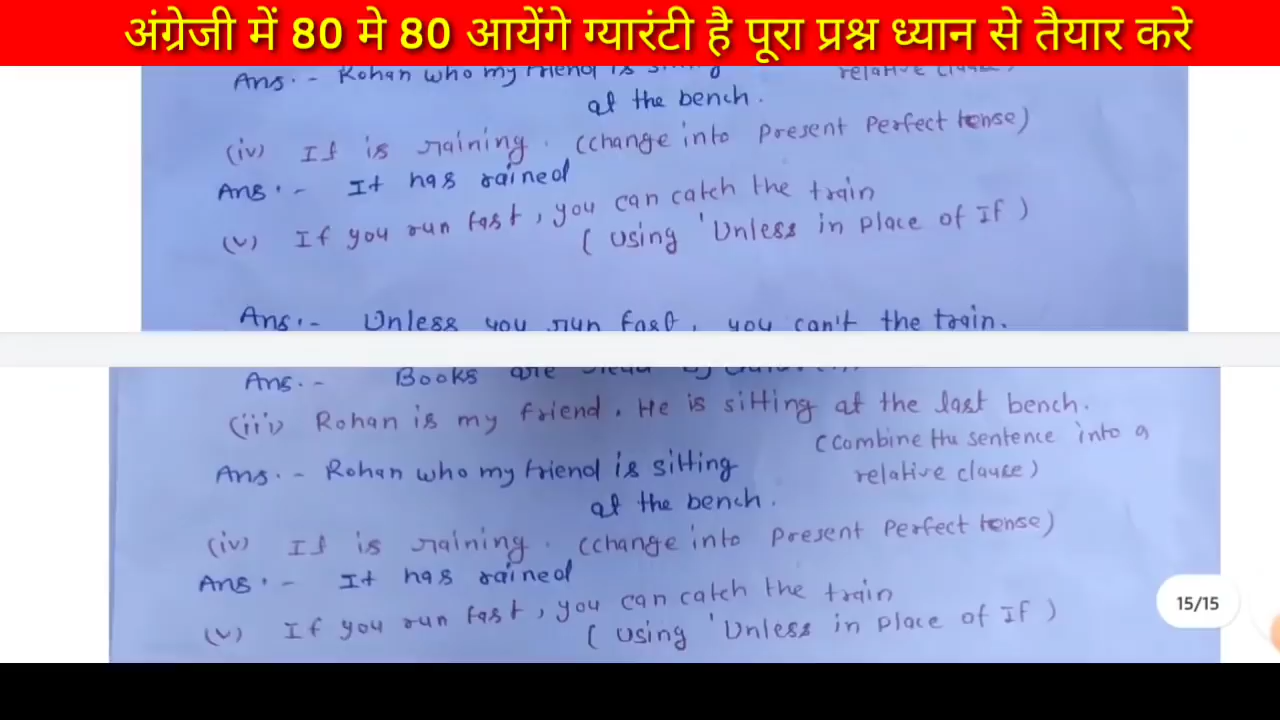 अंग्रेजी में 80 मे 80 आयेंगे ग्यारंटी है पूरा प्रश्न ध्यान से तैयार करे
Ans.- Rohan who my friend is sitting relative clause)
at the bench.
(iv) It is raining. (change into Present Perfect tense)
Ans.- It has rained
(v) If you run fast, you can catch the train
( Using 'Unless in place of If )
Ans.- Unless you run fast, you can't the train.
Ans.- Books are read by
(iii) Rohan is my friend. He is sitting at the last bench.
(Combine the sentence into a
Ans.- Rohan who my friend is sitting relative clause)
at the bench.
(iv) It is raining. (change into Present Perfect tense)
Ans.- It has rained
(v) If you run fast, you can catch the train
( Using 'Unless in place of If )
15/15